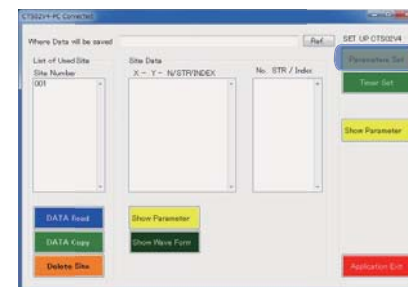 CTS02V4-PC Connected
Where Data will be saved
Ref.
SET UP CTS02V4
List of Used Site
Site Number
001
Site Data
X - Y - N/STR/INDEX
No. STR / Index
Parameters Set
Timer Set
Show Parameter
DATA Read
DATA Copy
Delete Site
Show Parameter
Show Wave Form
Application Exit